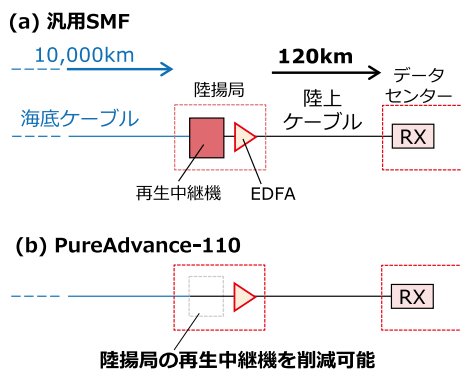 (a) 汎用SMF
10,000km
120km
陸揚局
データ
センター
海底ケーブル
陸上
ケーブル
RX
再生中継機
EDFA
(b) PureAdvance-110
RX
陸揚局の再生中継機を削減可能